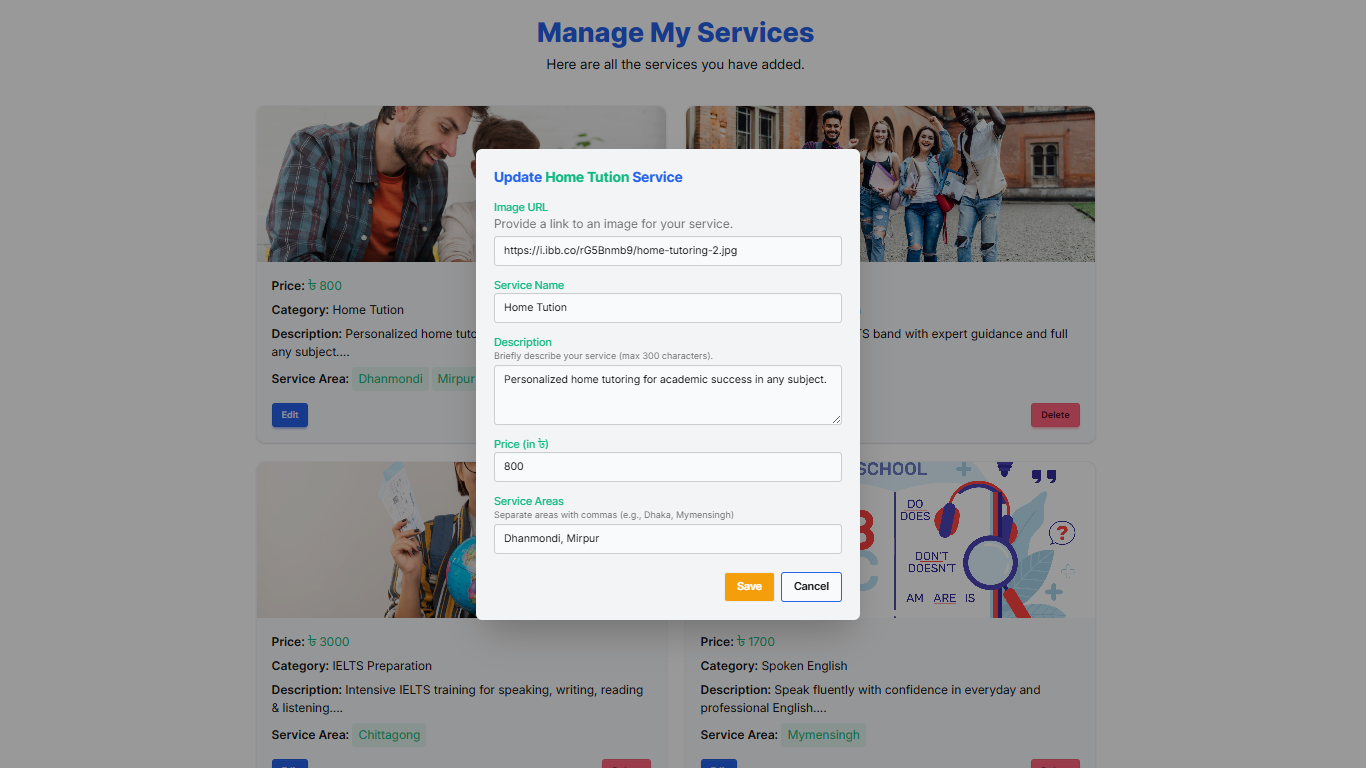 Manage My Services
Here are all the services you have added.
Update Home Tution Service
Image URL
Provide a link to an image for your service.
https://i.ibb.co/rG5Bnmb9/home-tutoring-2.jpg
Service Name
Home Tution
Description
Briefly describe your service (max 300 characters).
Personalized home tutoring for academic success in any subject.
Price (in ৳)
800
Service Areas
Separate areas with commas (e.g., Dhaka, Mymensingh)
Dhanmondi, Mirpur
Save
Cancel
Price: ৳ 800
Category: Home Tution
Description: Personalized home
any subject....
Service Area: Dhanmondi Mirpur
Edit
band with expert guidance and full
Delete
Price: ৳ 3000
Category: IELTS Preparation
Description: Intensive IELTS training for speaking, writing, reading
& listening....
Service Area: Chittagong
SCHOOL
DO
DOES
DON'T
DOESN'T
AM ARE IS
Price: ৳ 1700
Category: Spoken English
Description: Speak fluently with confidence in everyday and
professional English....
Service Area: Mymensingh